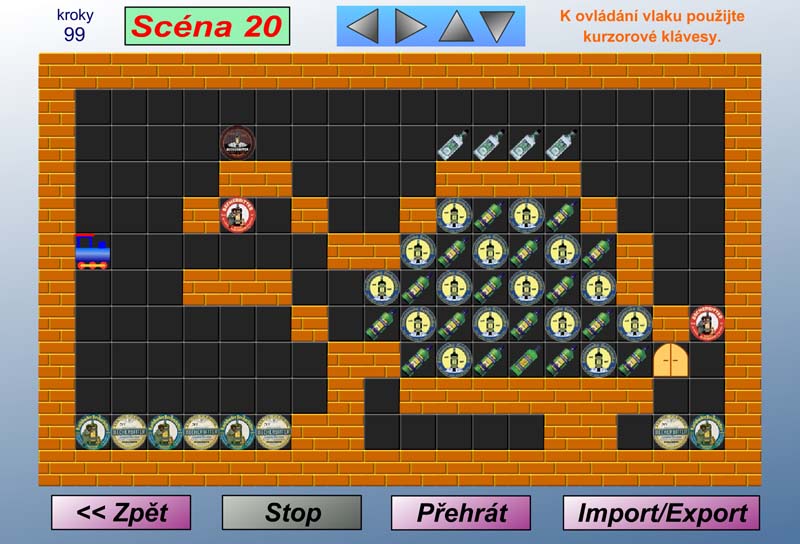 kroky
99
Scéna 20
K ovládání vlaku použijte
kurzorové klávesy.
<< Zpět
Stop
Přehrát
Import/Export